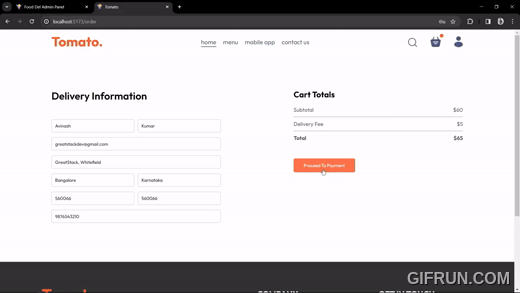 Food Del Admin Panel
Tomato.
localhost:5173/order
Tomato.
home menu mobile app contact us
Delivery Information
Avinash Kumar
greatstackdev@gmail.com
GreatStack, Whitefield
Bangalore Karnataka
560066 560066
9876543210
Cart Totals
Subtotal $60
Delivery Fee $5
Total $65
Proceed To Payment
GIFRUN.COM